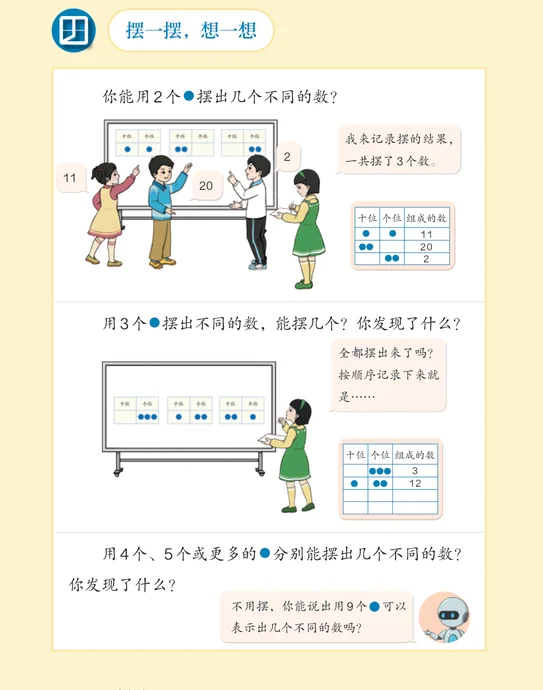 摆一摆，想一想
你能用2个 摆出几个不同的数？
十位 个位 十位 个位 十位 个位
11
20
2
我来记录摆的结果，
一共摆了3个数。
十位 个位 组成的数
11
20
2
用3个 摆出不同的数，能摆几个？你发现了什么？
全都摆出来了吗？
按顺序记录下来就
是……
十位 个位 十位 个位 十位 个位
十位 个位 组成的数
3
12
用4个、5个或更多的 分别能摆出几个不同的数？
你发现了什么？
不用摆，你能说出用9个 可以
表示出几个不同的数吗？